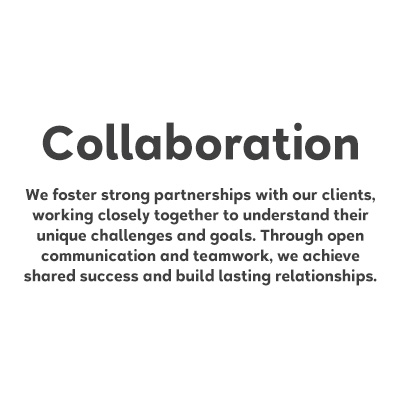 Collaboration
We foster strong partnerships with our clients,
working closely together to understand their
unique challenges and goals. Through open
communication and teamwork, we achieve
shared success and build lasting relationships.